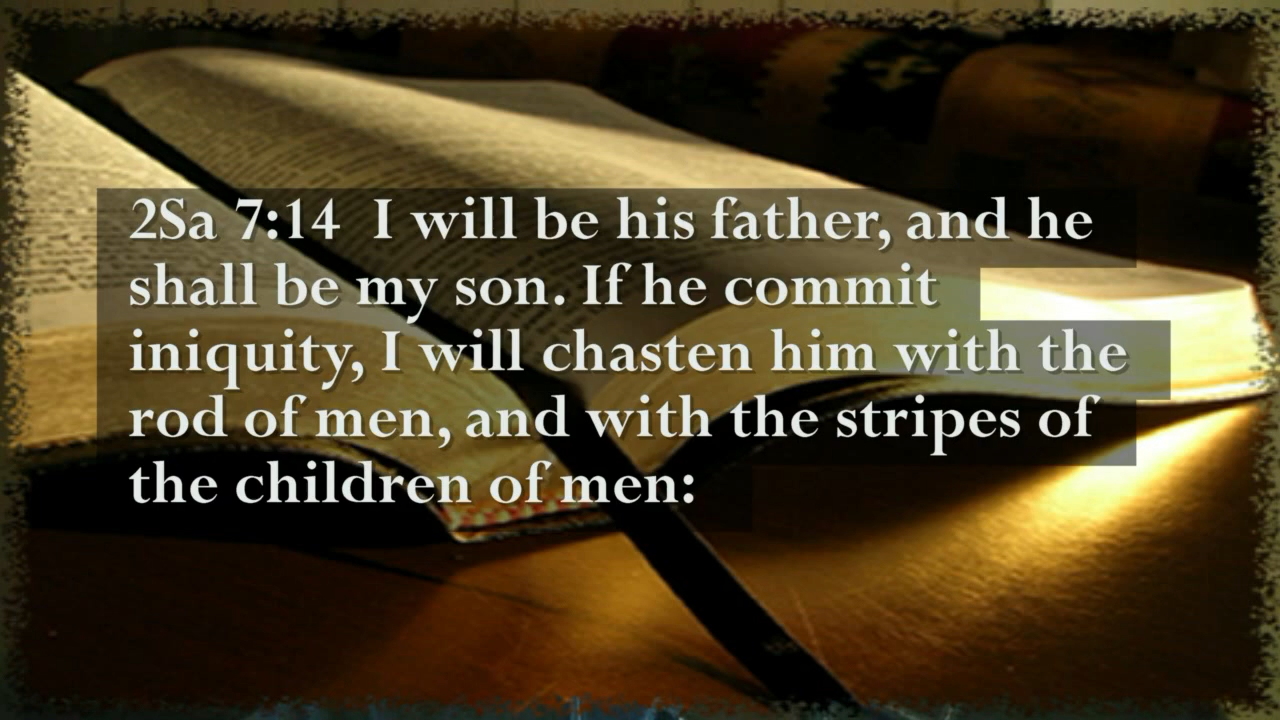 2Sa 7:14  I will be his father, and he
shall be my son. If he commit
iniquity, I will chasten him with the
rod of men, and with the stripes of
the children of men: